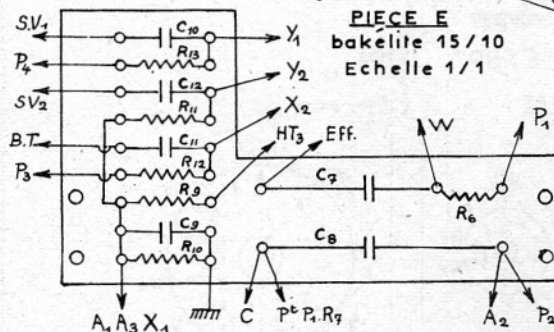 PIECE E
bakélite 15/10
Echelle 1/1
S.V1 C10 Y1
P4 R13
SV2 C12 Y2
R11 X2
B.T. C11 HT3 Eff. W P1
P3 R12
R9 C7 R6
C9
R10 C8
A1 A3 X1 C Pt P1.R7 A2 P2